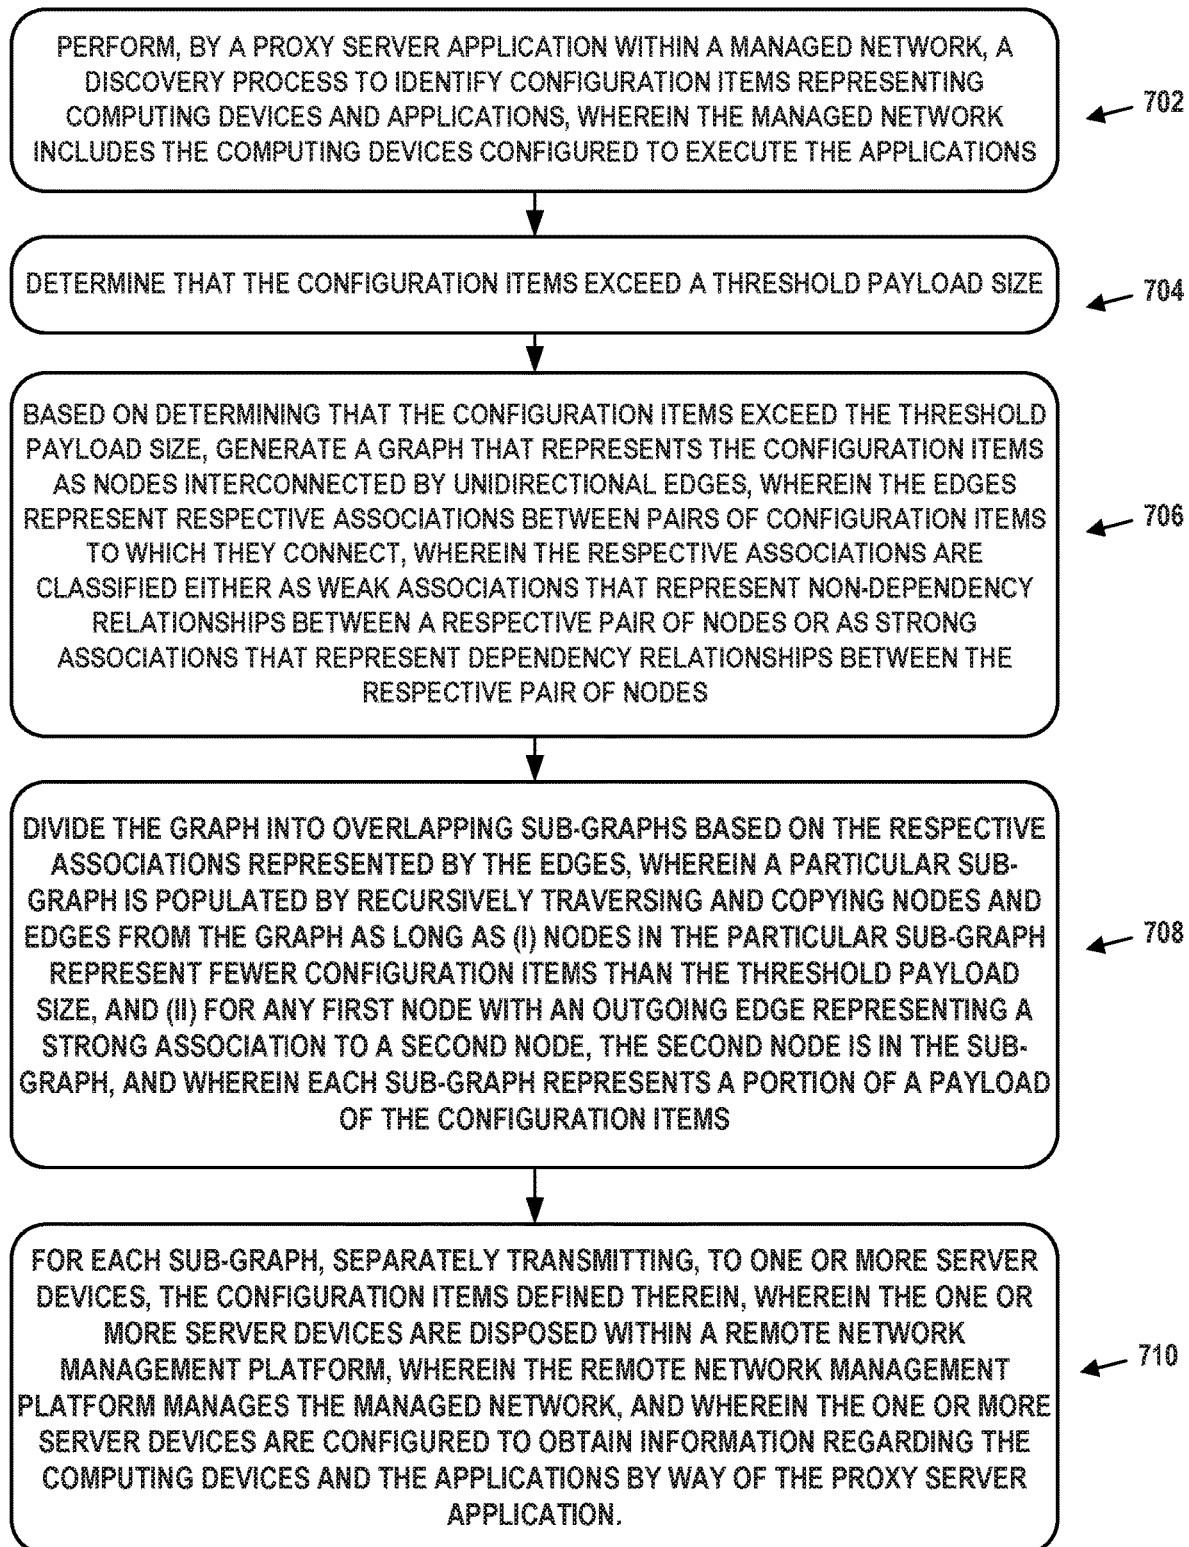 PERFORM, BY A PROXY SERVER APPLICATION WITHIN A MANAGED NETWORK, A
DISCOVERY PROCESS TO IDENTIFY CONFIGURATION ITEMS REPRESENTING
COMPUTING DEVICES AND APPLICATIONS, WHEREIN THE MANAGED NETWORK
INCLUDES THE COMPUTING DEVICES CONFIGURED TO EXECUTE THE APPLICATIONS
702
DETERMINE THAT THE CONFIGURATION ITEMS EXCEED A THRESHOLD PAYLOAD SIZE
704
BASED ON DETERMINING THAT THE CONFIGURATION ITEMS EXCEED THE THRESHOLD
PAYLOAD SIZE, GENERATE A GRAPH THAT REPRESENTS THE CONFIGURATION ITEMS
AS NODES INTERCONNECTED BY UNIDIRECTIONAL EDGES, WHEREIN THE EDGES
REPRESENT RESPECTIVE ASSOCIATIONS BETWEEN PAIRS OF CONFIGURATION ITEMS
TO WHICH THEY CONNECT, WHEREIN THE RESPECTIVE ASSOCIATIONS ARE
CLASSIFIED EITHER AS WEAK ASSOCIATIONS THAT REPRESENT NON-DEPENDENCY
RELATIONSHIPS BETWEEN A RESPECTIVE PAIR OF NODES OR AS STRONG
ASSOCIATIONS THAT REPRESENT DEPENDENCY RELATIONSHIPS BETWEEN THE
RESPECTIVE PAIR OF NODES
706
DIVIDE THE GRAPH INTO OVERLAPPING SUB-GRAPHS BASED ON THE RESPECTIVE
ASSOCIATIONS REPRESENTED BY THE EDGES, WHEREIN A PARTICULAR SUB-
GRAPH IS POPULATED BY RECURSIVELY TRAVERSING AND COPYING NODES AND
EDGES FROM THE GRAPH AS LONG AS (I) NODES IN THE PARTICULAR SUB-GRAPH
REPRESENT FEWER CONFIGURATION ITEMS THAN THE THRESHOLD PAYLOAD
SIZE, AND (II) FOR ANY FIRST NODE WITH AN OUTGOING EDGE REPRESENTING A
STRONG ASSOCIATION TO A SECOND NODE, THE SECOND NODE IS IN THE SUB-
GRAPH, AND WHEREIN EACH SUB-GRAPH REPRESENTS A PORTION OF A PAYLOAD
OF THE CONFIGURATION ITEMS
708
FOR EACH SUB-GRAPH, SEPARATELY TRANSMITTING, TO ONE OR MORE SERVER
DEVICES, THE CONFIGURATION ITEMS DEFINED THEREIN, WHEREIN THE ONE OR
MORE SERVER DEVICES ARE DISPOSED WITHIN A REMOTE NETWORK
MANAGEMENT PLATFORM, WHEREIN THE REMOTE NETWORK MANAGEMENT
PLATFORM MANAGES THE MANAGED NETWORK, AND WHEREIN THE ONE OR MORE
SERVER DEVICES ARE CONFIGURED TO OBTAIN INFORMATION REGARDING THE
COMPUTING DEVICES AND THE APPLICATIONS BY WAY OF THE PROXY SERVER
APPLICATION.
710